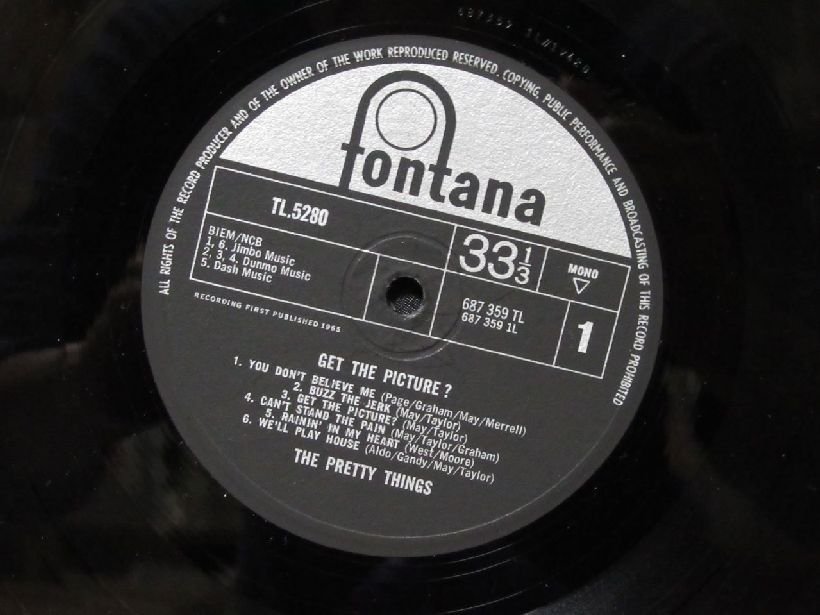 ALL RIGHTS OF THE RECORD PRODUCER AND OF THE OWNER OF THE WORK REPRODUCED RESERVED. COPYING, PUBLIC PERFORMANCE AND BROADCASTING OF THIS RECORD PROHIBITED
fontana
TL.5280
BIEM/NCB
1, 6. Jimbo Music
2, 3, 4. Dunmo Music
5. Dash Music
33 1/3
MONO
687 359 TL
687 359 1L
1
RECORDING FIRST PUBLISHED 1965
GET THE PICTURE?
1. YOU DON'T BELIEVE ME (Page/Graham/May/Merrell)
2. BUZZ THE JERK (May/Taylor)
3. GET THE PICTURE? (May/Taylor)
4. CAN'T STAND THE PAIN (May/Taylor/Graham)
5. RAININ' IN MY HEART (West/Moore)
6. WE'LL PLAY HOUSE (Aldo/Gandy/May/Taylor)
THE PRETTY THINGS